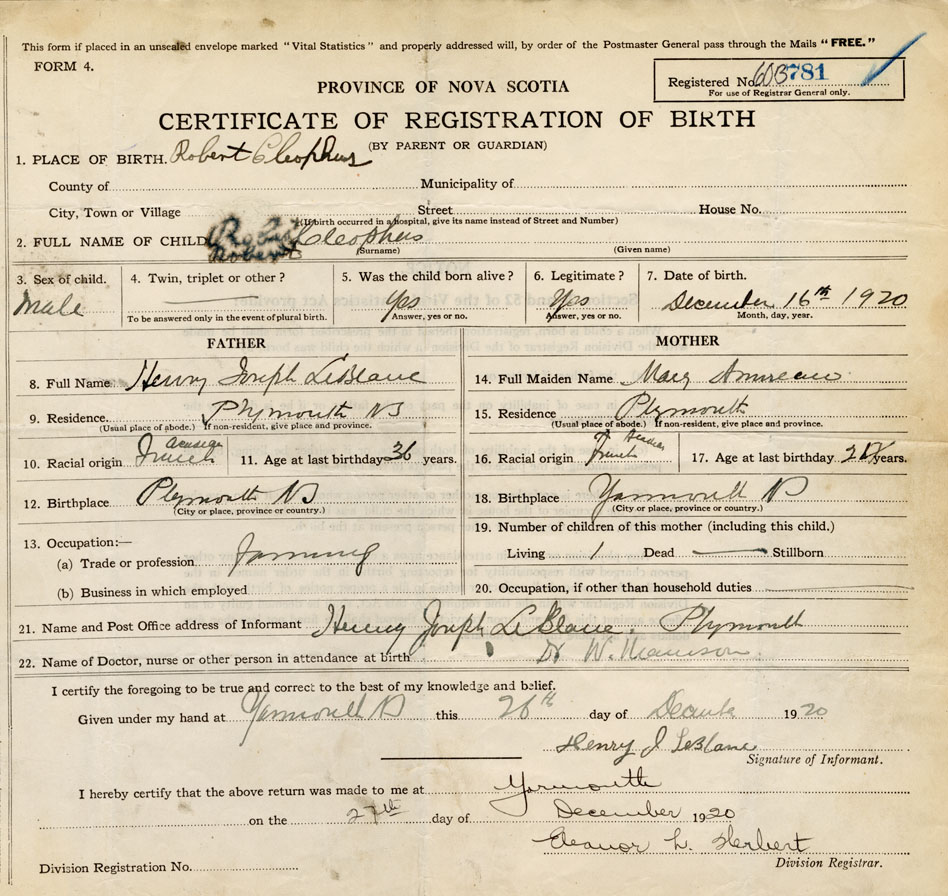 This form if placed in an unsealed envelope marked "Vital Statistics" and properly addressed will, by order of the Postmaster General pass through the Mails "FREE."
FORM 4.
Registered No. 781
For use of Registrar General only.
PROVINCE OF NOVA SCOTIA
CERTIFICATE OF REGISTRATION OF BIRTH
(BY PARENT OR GUARDIAN)
1. PLACE OF BIRTH. Robert Cleophus
County of Municipality of
City, Town or Village Street House No.
(If birth occurred in a hospital, give its name instead of Street and Number)
2. FULL NAME OF CHILD Robert Cleophus
Robert
(Surname) (Given name)
3. Sex of child. Male
4. Twin, triplet or other?
To be answered only in the event of plural birth.
5. Was the child born alive? Yes
Answer, yes or no.
6. Legitimate? Yes
Answer, yes or no.
7. Date of birth.
December 16th 1920
Month, day, year.
FATHER
8. Full Name Henry Joseph LeBlanc
9. Residence. Plymouth NS
(Usual place of abode.) If non-resident, give place and province.
10. Racial origin French
11. Age at last birthday 36 years.
12. Birthplace Plymouth NS
(City or place, province or country.)
13. Occupation:—
(a) Trade or profession Farming
(b) Business in which employed
MOTHER
14. Full Maiden Name Mary Amireau
15. Residence Plymouth
(Usual place of abode.) If non-resident, give place and province.
16. Racial origin French
17. Age at last birthday years.
18. Birthplace Yarmouth NS
(City or place, province or country.)
19. Number of children of this mother (including this child.)
Living 1 Dead Stillborn
20. Occupation, if other than household duties
21. Name and Post Office address of Informant Henry Joseph LeBlanc. Plymouth
22. Name of Doctor, nurse or other person in attendance at birth Dr W.
I certify the foregoing to be true and correct to the best of my knowledge and belief.
Given under my hand at Yarmouth NS this 26th day of 1920
Henry J LeBlanc
Signature of Informant.
I hereby certify that the above return was made to me at Yarmouth
on the 27th day of December 1920
Eleanor L. Herbert
Division Registration No. Division Registrar.